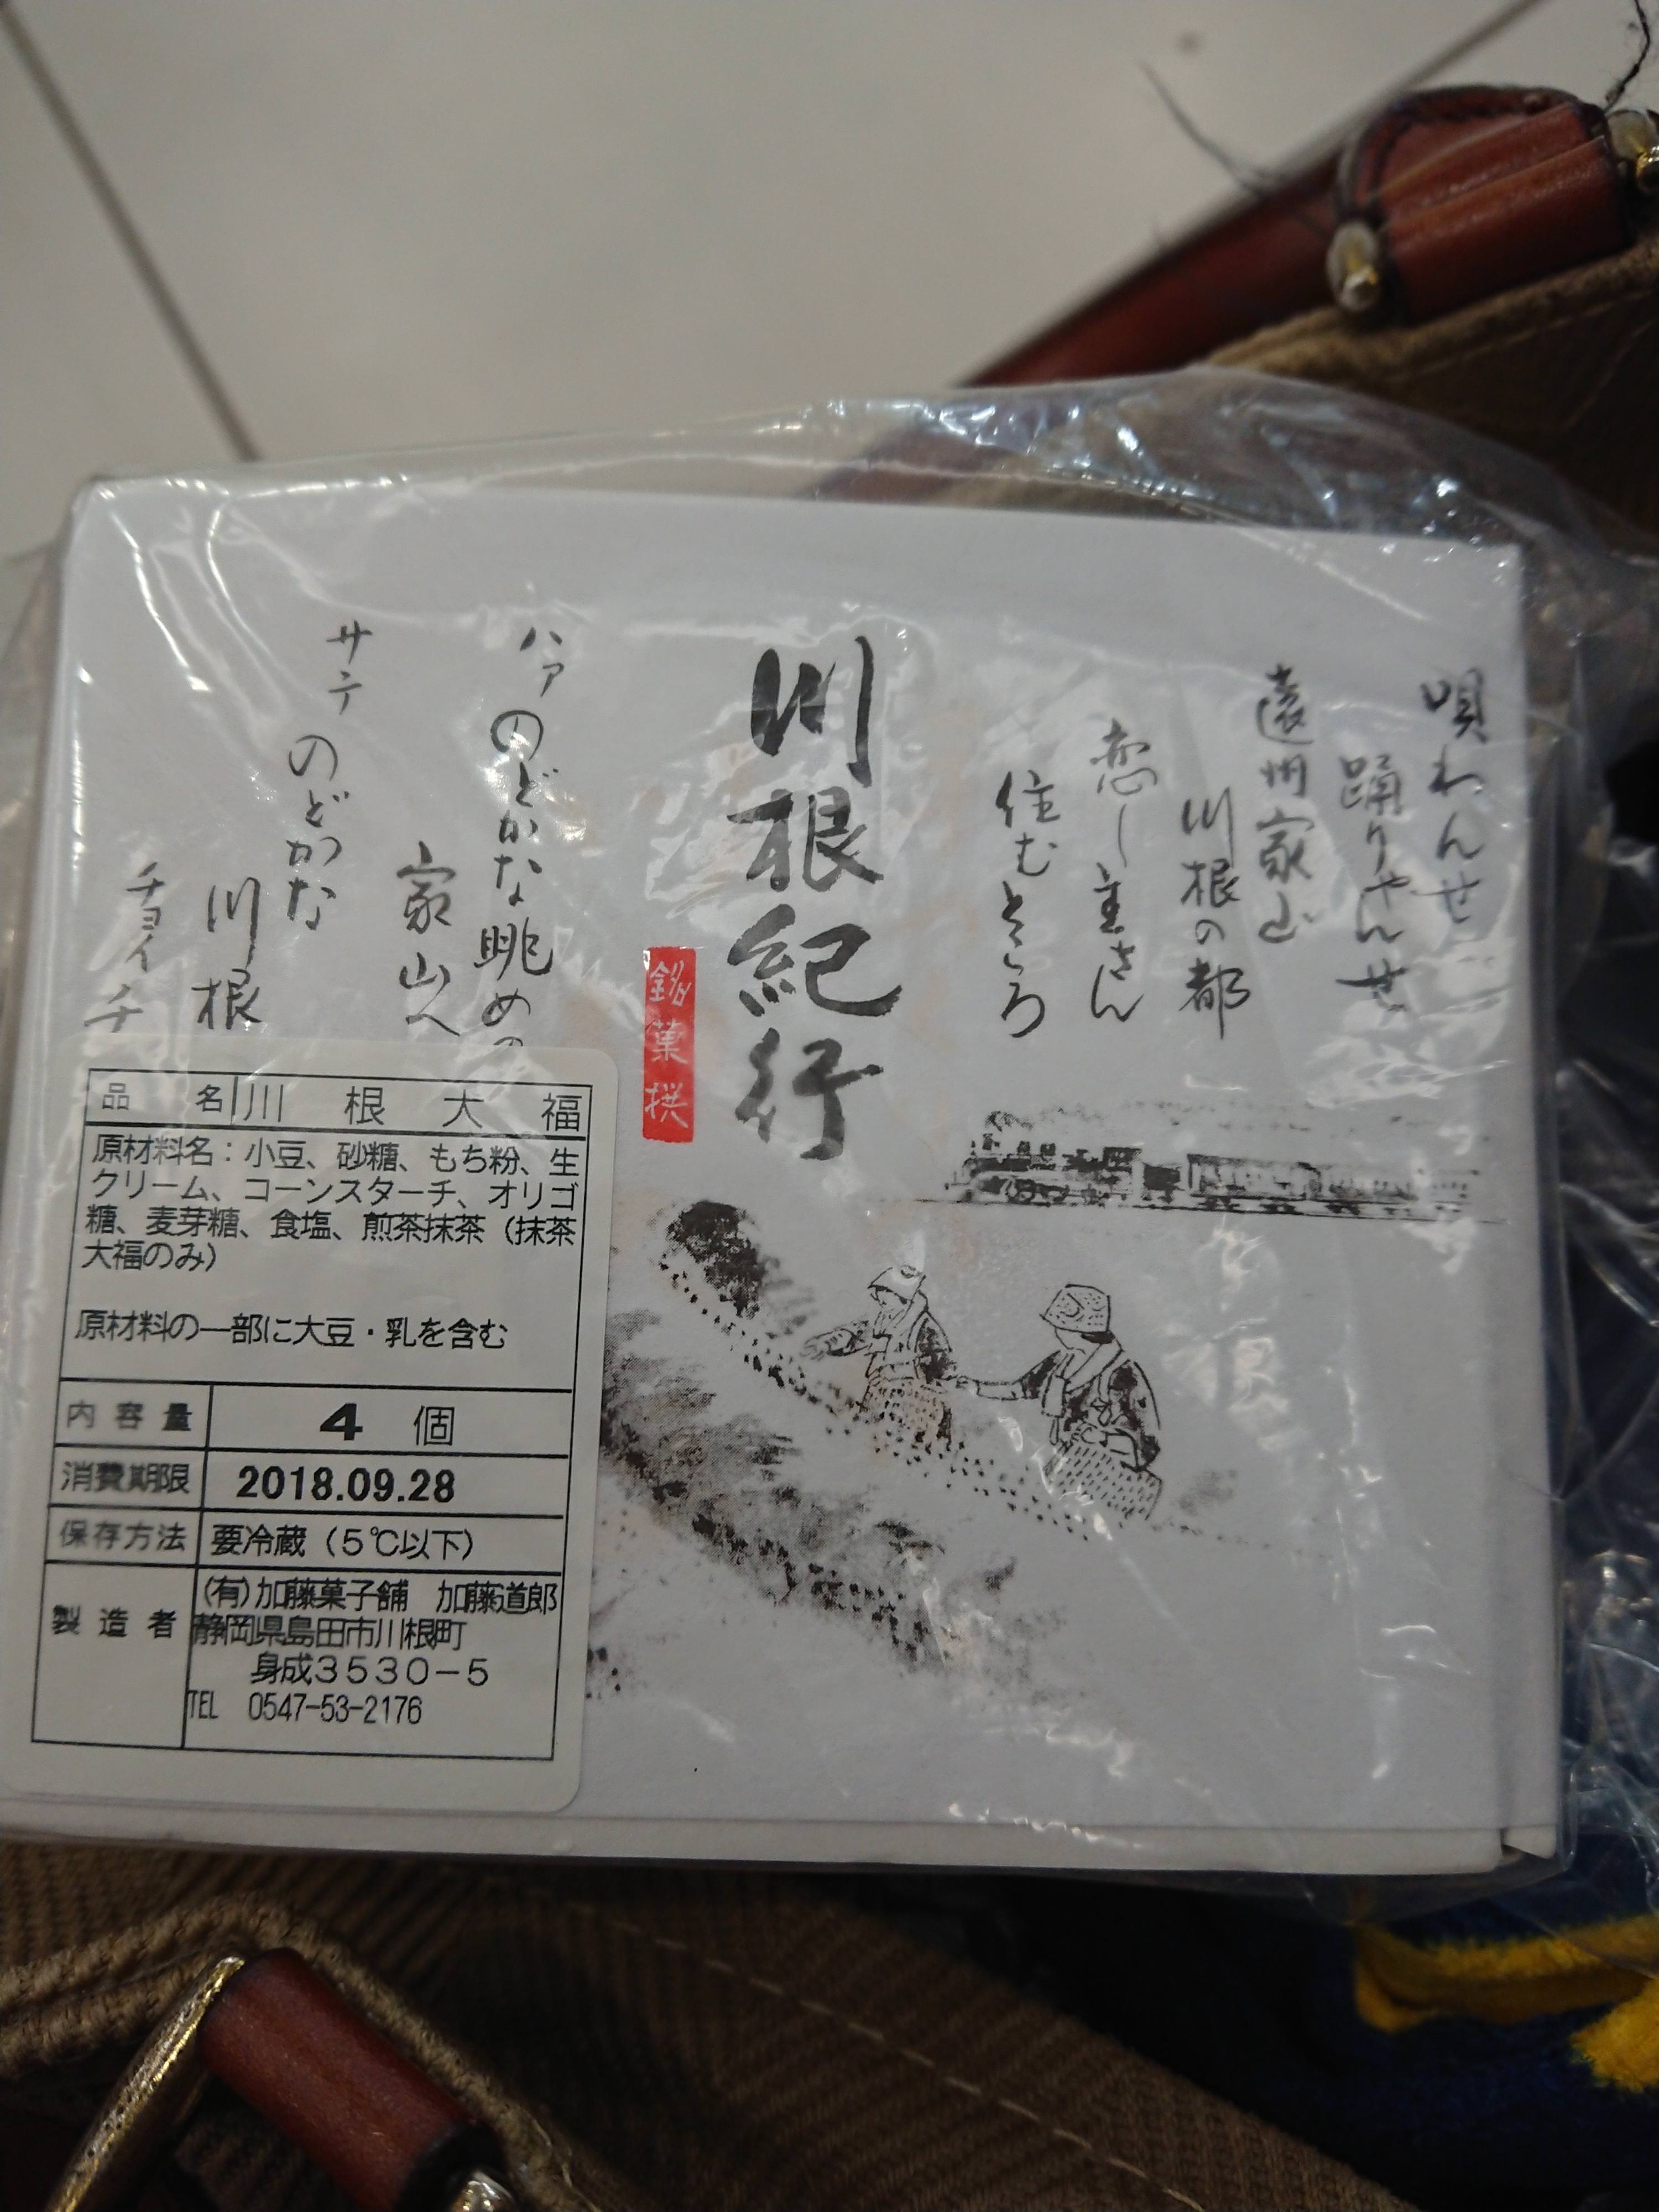 唄わんせ
踊りゃんせ
遠州家山
川根の都
恋し主さん
住むところ
川根紀行
銘菓撰
ハァのどかな眺め
家山へ
サテ のどかな
川根
チョイチ
品名 川根大福
原材料名：小豆、砂糖、もち粉、生
クリーム、コーンスターチ、オリゴ
糖、麦芽糖、食塩、煎茶抹茶（抹茶
大福のみ）
原材料の一部に大豆・乳を含む
内容量 4個
消費期限 2018.09.28
保存方法 要冷蔵（5℃以下）
製造者 (有)加藤菓子舗 加藤道郎
静岡県島田市川根町
身成3530-5
TEL 0547-53-2176